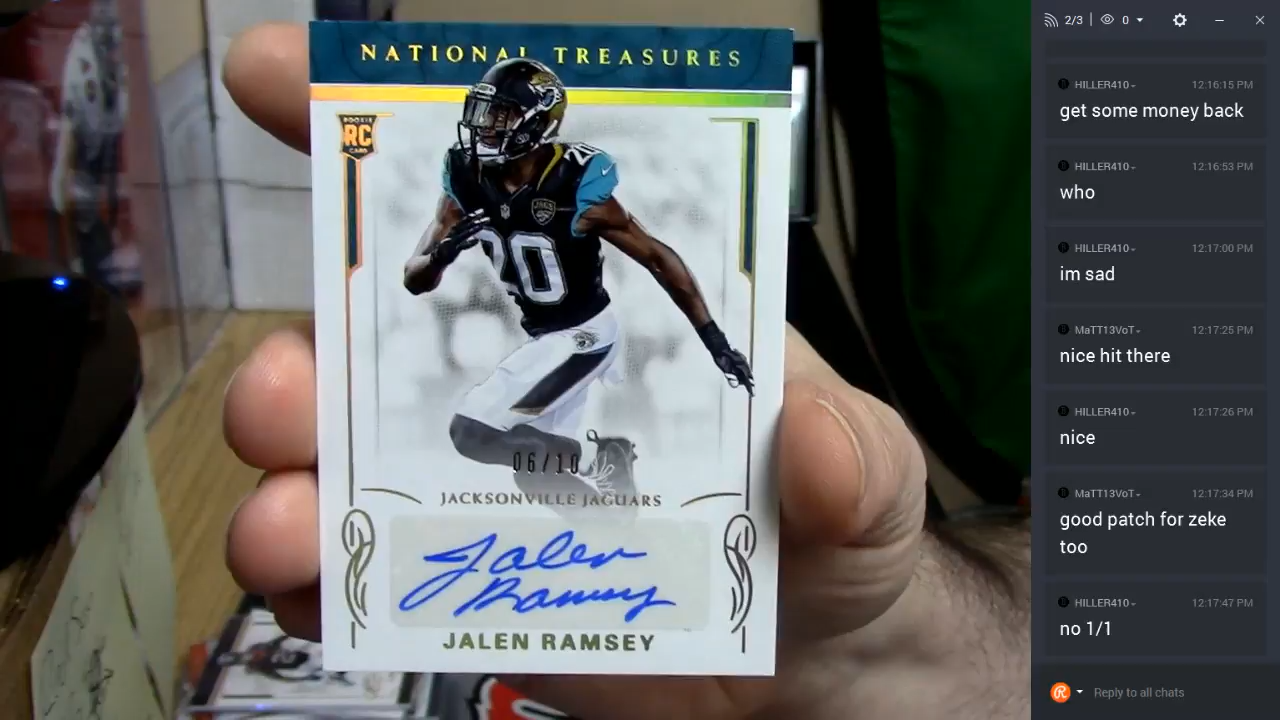 NATIONAL TREASURES
ROOKIE
RC
CARD
20
JAGS
20
06/10
JACKSONVILLE JAGUARS
Jalen
Ramsey
JALEN RAMSEY
2/3 0
HILLER410 12:16:15 PM
get some money back
HILLER410 12:16:53 PM
who
HILLER410 12:17:00 PM
im sad
MaTT13VoT 12:17:25 PM
nice hit there
HILLER410 12:17:26 PM
nice
MaTT13VoT 12:17:34 PM
good patch for zeke
too
HILLER410 12:17:47 PM
no 1/1
Reply to all chats